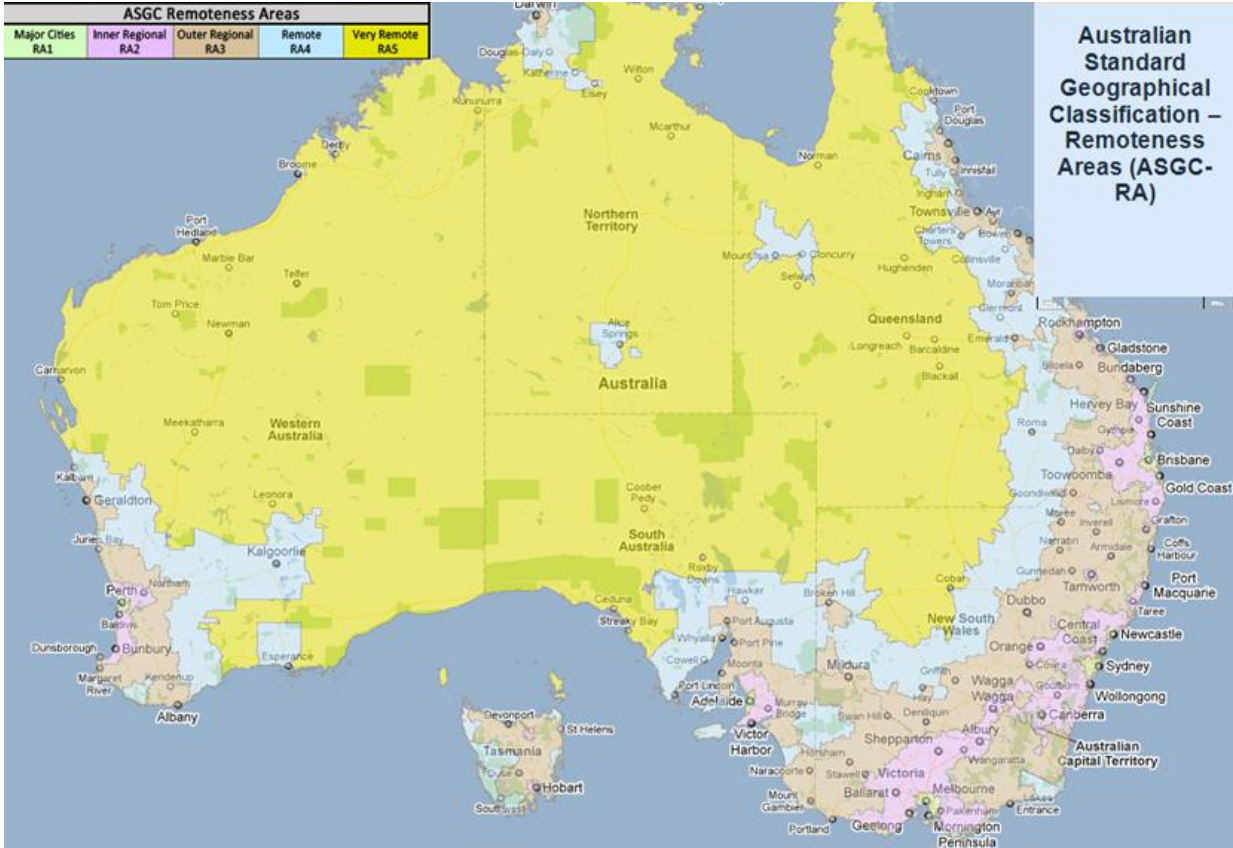 ASGC Remoteness Areas
Major Cities RA1
Inner Regional RA2
Outer Regional RA3
Remote RA4
Very Remote RA5
Australian
Standard
Geographical
Classification –
Remoteness
Areas (ASGC-
RA)
Darwin
Douglas-Daly
Katherine
Elsey
Wilton
Kununurra
Mcarthur
Cooktown
Port Douglas
Derby
Broome
Norman
Cairns
Tully
Innisfail
Ingham
Port Hedland
Northern Territory
Townsville
Ayr
Charters Towers
Bowen
Marble Bar
Telfer
Mount Isa
Cloncurry
Collinsville
Selwyn
Hughenden
Moranbah
Tom Price
Newman
Alice Springs
Queensland
Clermont
Rockhampton
Longreach
Barcaldine
Emerald
Gladstone
Carnarvon
Australia
Blackall
Biloela
Bundaberg
Hervey Bay
Sunshine Coast
Meekatharra
Western Australia
Roma
Gympie
Dalby
Brisbane
Kalbarri
Toowoomba
Gold Coast
Geraldton
Leonora
Coober Pedy
Goondiwindi
Lismore
Moree
Inverell
Grafton
Jurien Bay
Kalgoorlie
South Australia
Narrabri
Armidale
Coffs Harbour
Roxby Downs
Gunnedah
Northam
Perth
Hawker
Broken Hill
Cobar
Tamworth
Port Macquarie
Ceduna
Streaky Bay
Dubbo
Taree
Baldivis
New South Wales
Port Augusta
Central Coast
Newcastle
Dunsborough
Bunbury
Whyalla
Port Pirie
Orange
Esperance
Cowell
Moonta
Mildura
Griffith
Cowra
Sydney
Margaret River
Kendenup
Port Lincoln
Hay
Wagga Wagga
Goulburn
Wollongong
Albany
Adelaide
Murray Bridge
Swan Hill
Deniliquin
Canberra
Devonport
St Helens
Victor Harbor
Shepparton
Albury
Australian Capital Territory
Tasmania
Horsham
Wangaratta
Naracoorte
Stawell
Victoria
Ouse
Hobart
Mount Gambier
Ballarat
Melbourne
Lakes Entrance
Southwest
Pakenham
Portland
Geelong
Mornington Peninsula